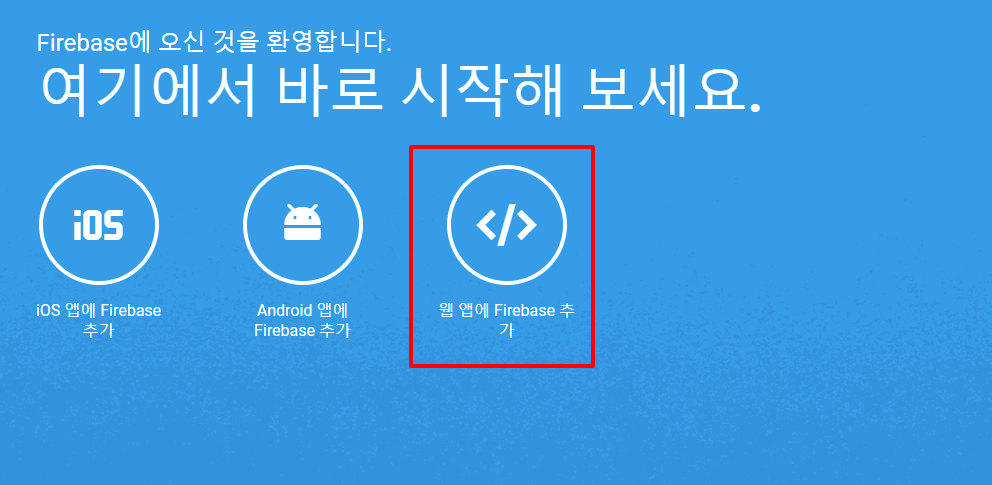 Firebase에 오신 것을 환영합니다.
여기에서 바로 시작해 보세요.
iOS
</>
iOS 앱에 Firebase
추가
Android 앱에
Firebase 추가
웹 앱에 Firebase 추
가